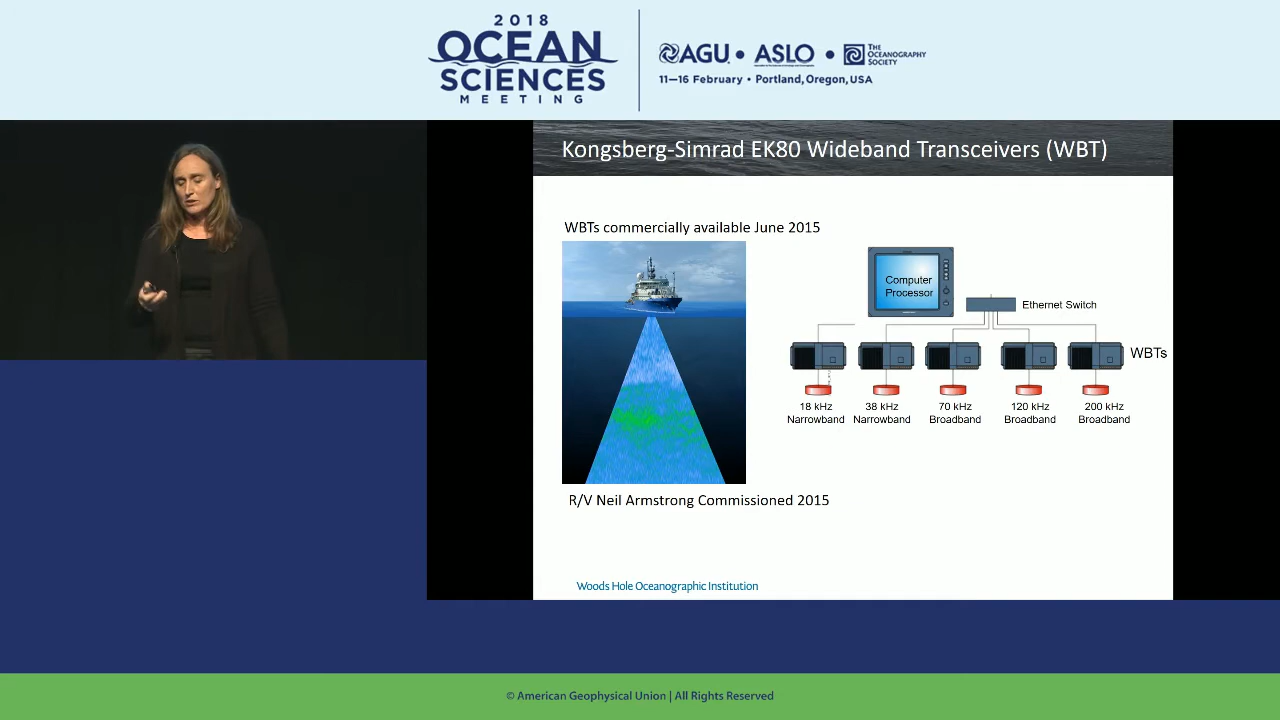 2018
OCEAN
SCIENCES
MEETING
AGU • ASLO • THE OCEANOGRAPHY SOCIETY
11—16 February • Portland, Oregon, USA
Kongsberg-Simrad EK80 Wideband Transceivers (WBT)
WBTs commercially available June 2015
Computer
Processor
Ethernet Switch
WBTs
18 kHz
Narrowband
38 kHz
Narrowband
70 kHz
Broadband
120 kHz
Broadband
200 kHz
Broadband
R/V Neil Armstrong Commissioned 2015
Woods Hole Oceanographic Institution
© American Geophysical Union | All Rights Reserved